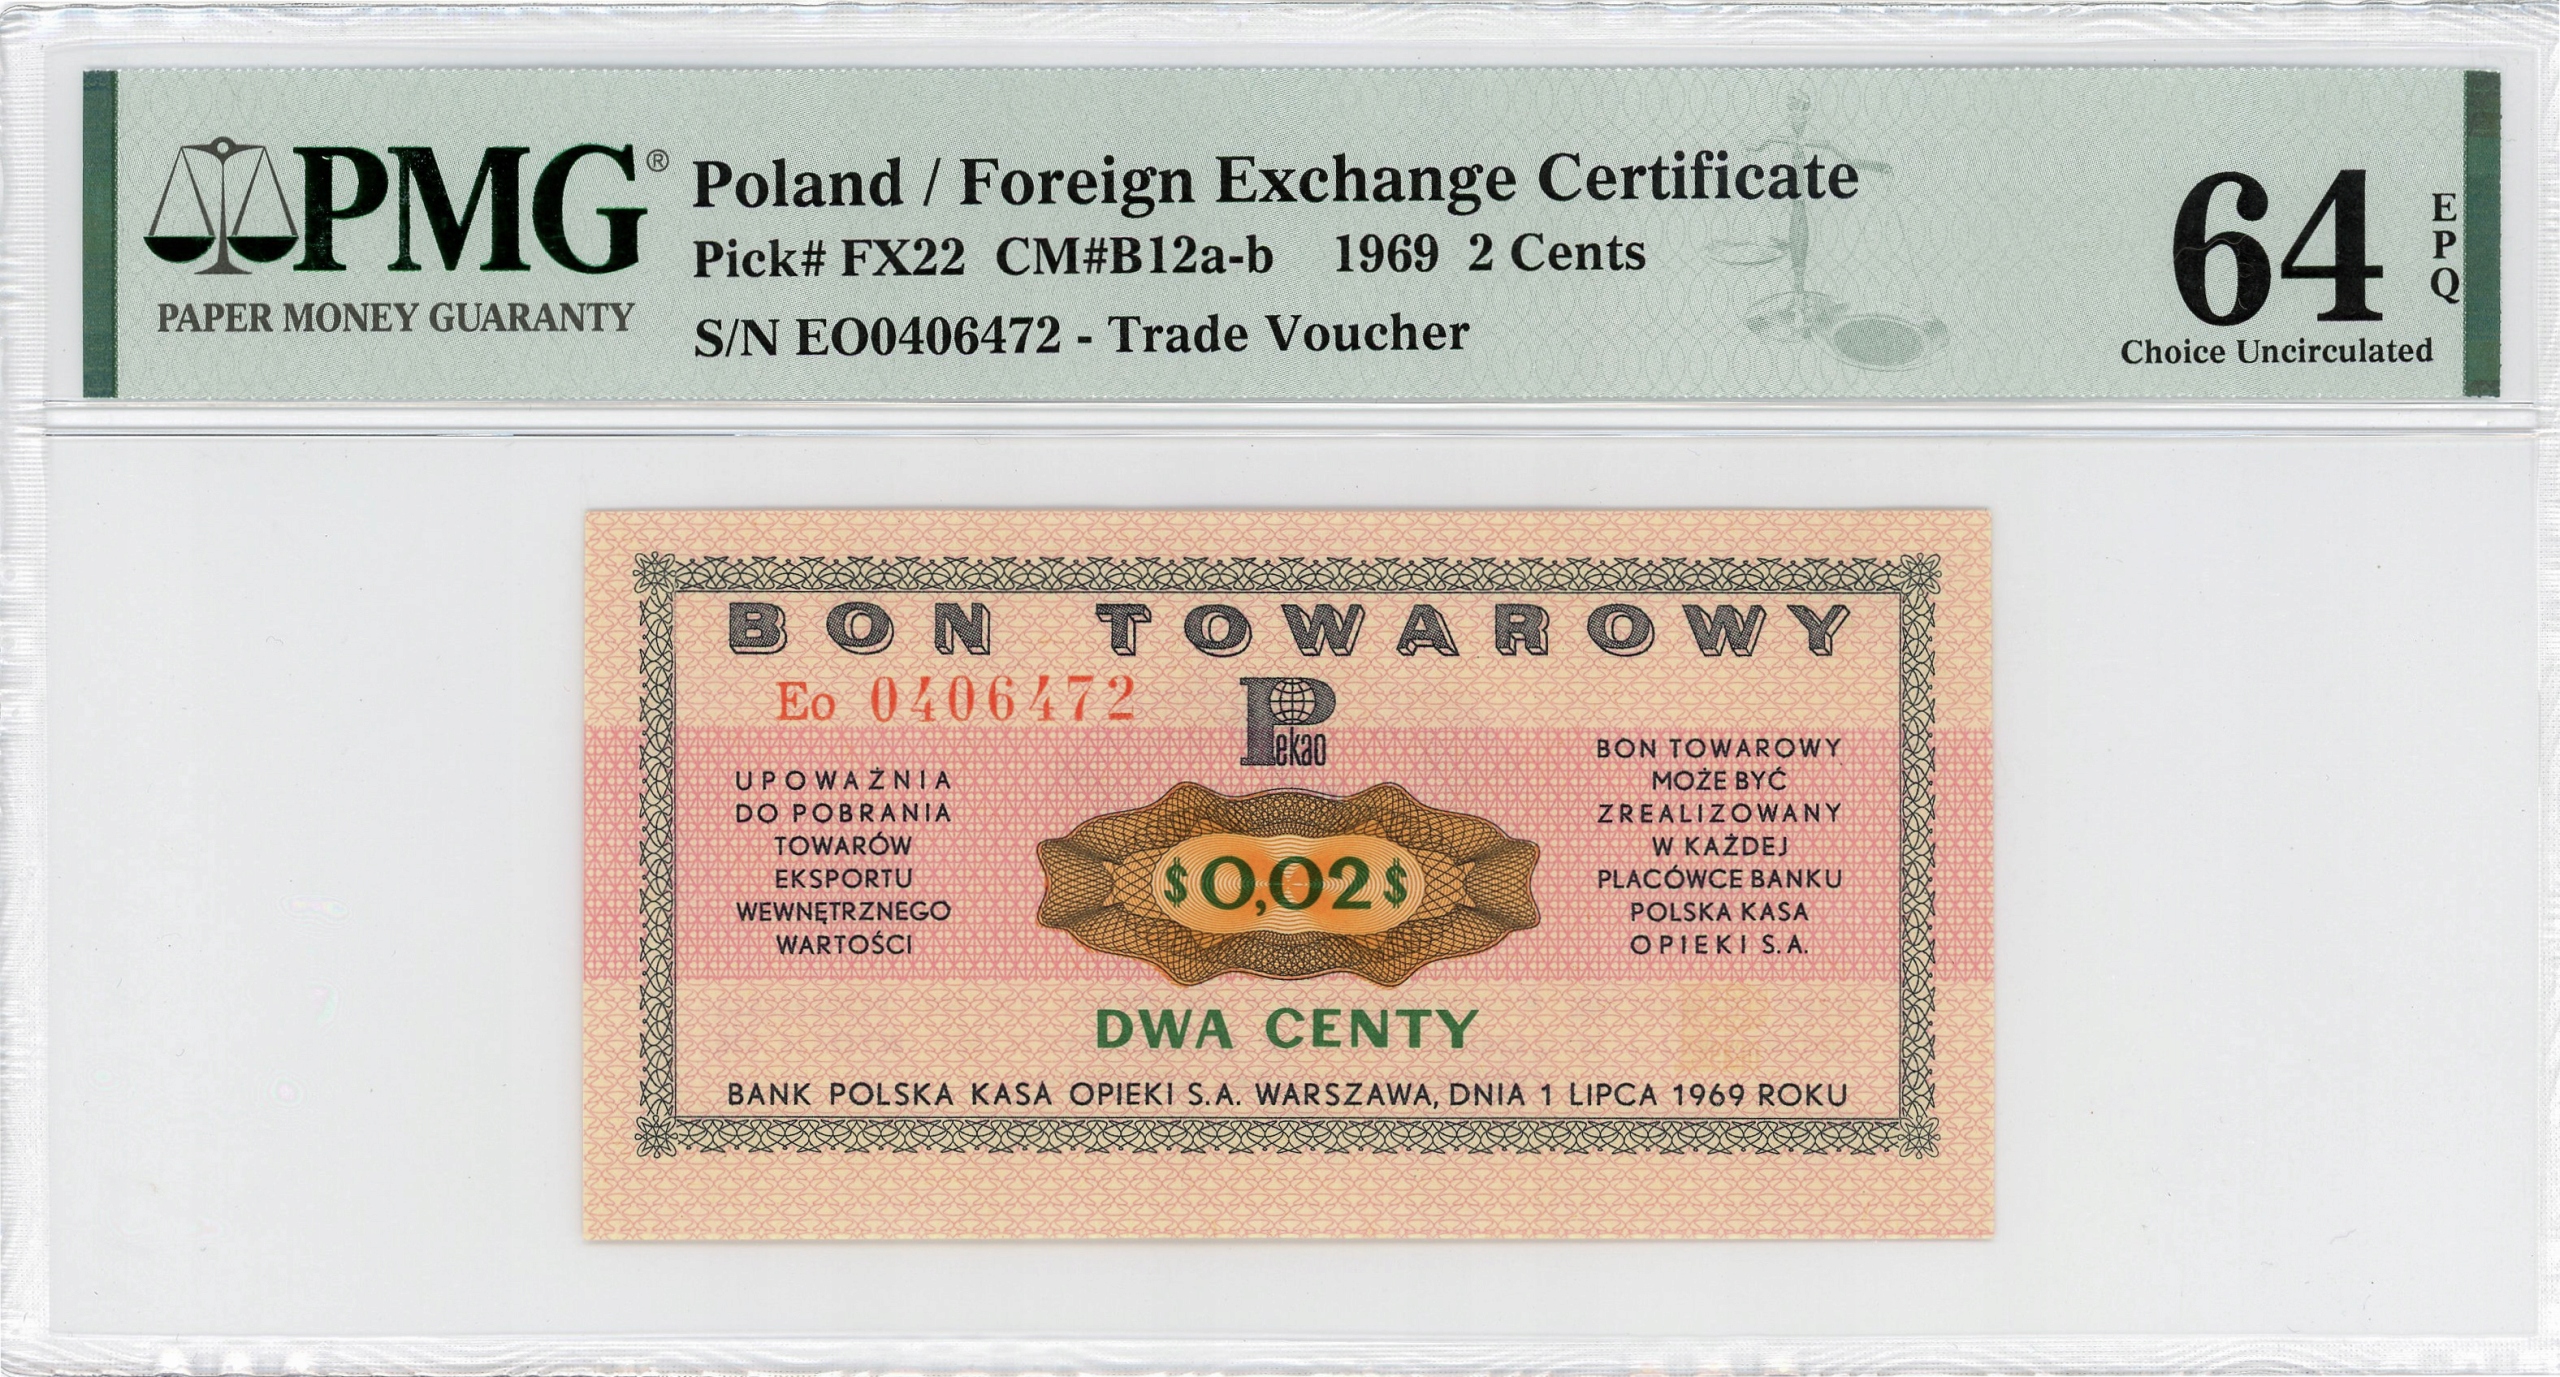 PMG®
PAPER MONEY GUARANTY
Poland / Foreign Exchange Certificate
Pick# FX22 CM#B12a-b 1969 2 Cents
S/N EO0406472 - Trade Voucher
64
EPQ
Choice Uncirculated
BON TOWAROWY
Eo 0406472
Pekao
UPOWAŻNIA
DO POBRANIA
TOWARÓW
EKSPORTU
WEWNĘTRZNEGO
WARTOŚCI
$0,02$
BON TOWAROWY
MOŻE BYĆ
ZREALIZOWANY
W KAŻDEJ
PLACÓWCE BANKU
POLSKA KASA
OPIEKI S.A.
DWA CENTY
BANK POLSKA KASA OPIEKI S.A. WARSZAWA, DNIA 1 LIPCA 1969 ROKU